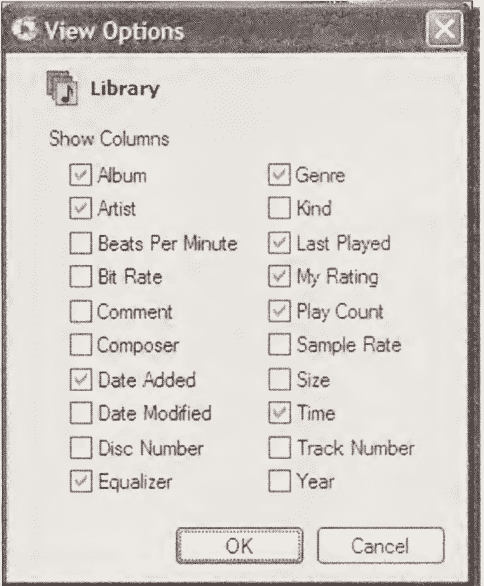 View Options
Library
Show Columns
Album
Artist
Beats Per Minute
Bit Rate
Comment
Composer
Date Added
Date Modified
Disc Number
Equalizer
Genre
Kind
Last Played
My Rating
Play Count
Sample Rate
Size
Time
Track Number
Year
OK
Cancel